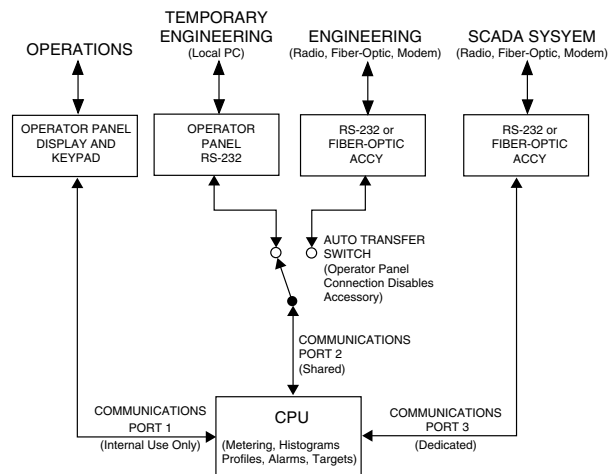 OPERATIONS
TEMPORARY
ENGINEERING
(Local PC)
ENGINEERING
(Radio, Fiber-Optic, Modem)
SCADA SYSYEM
(Radio, Fiber-Optic, Modem)
OPERATOR PANEL
DISPLAY AND
KEYPAD
OPERATOR
PANEL
RS-232
RS-232 or
FIBER-OPTIC
ACCY
RS-232 or
FIBER-OPTIC
ACCY
AUTO TRANSFER
SWITCH
(Operator Panel
Connection Disables
Accessory)
COMMUNICATIONS
PORT 2
(Shared)
COMMUNICATIONS
PORT 1
(Internal Use Only)
CPU
(Metering, Histograms
Profiles, Alarms, Targets)
COMMUNICATIONS
PORT 3
(Dedicated)